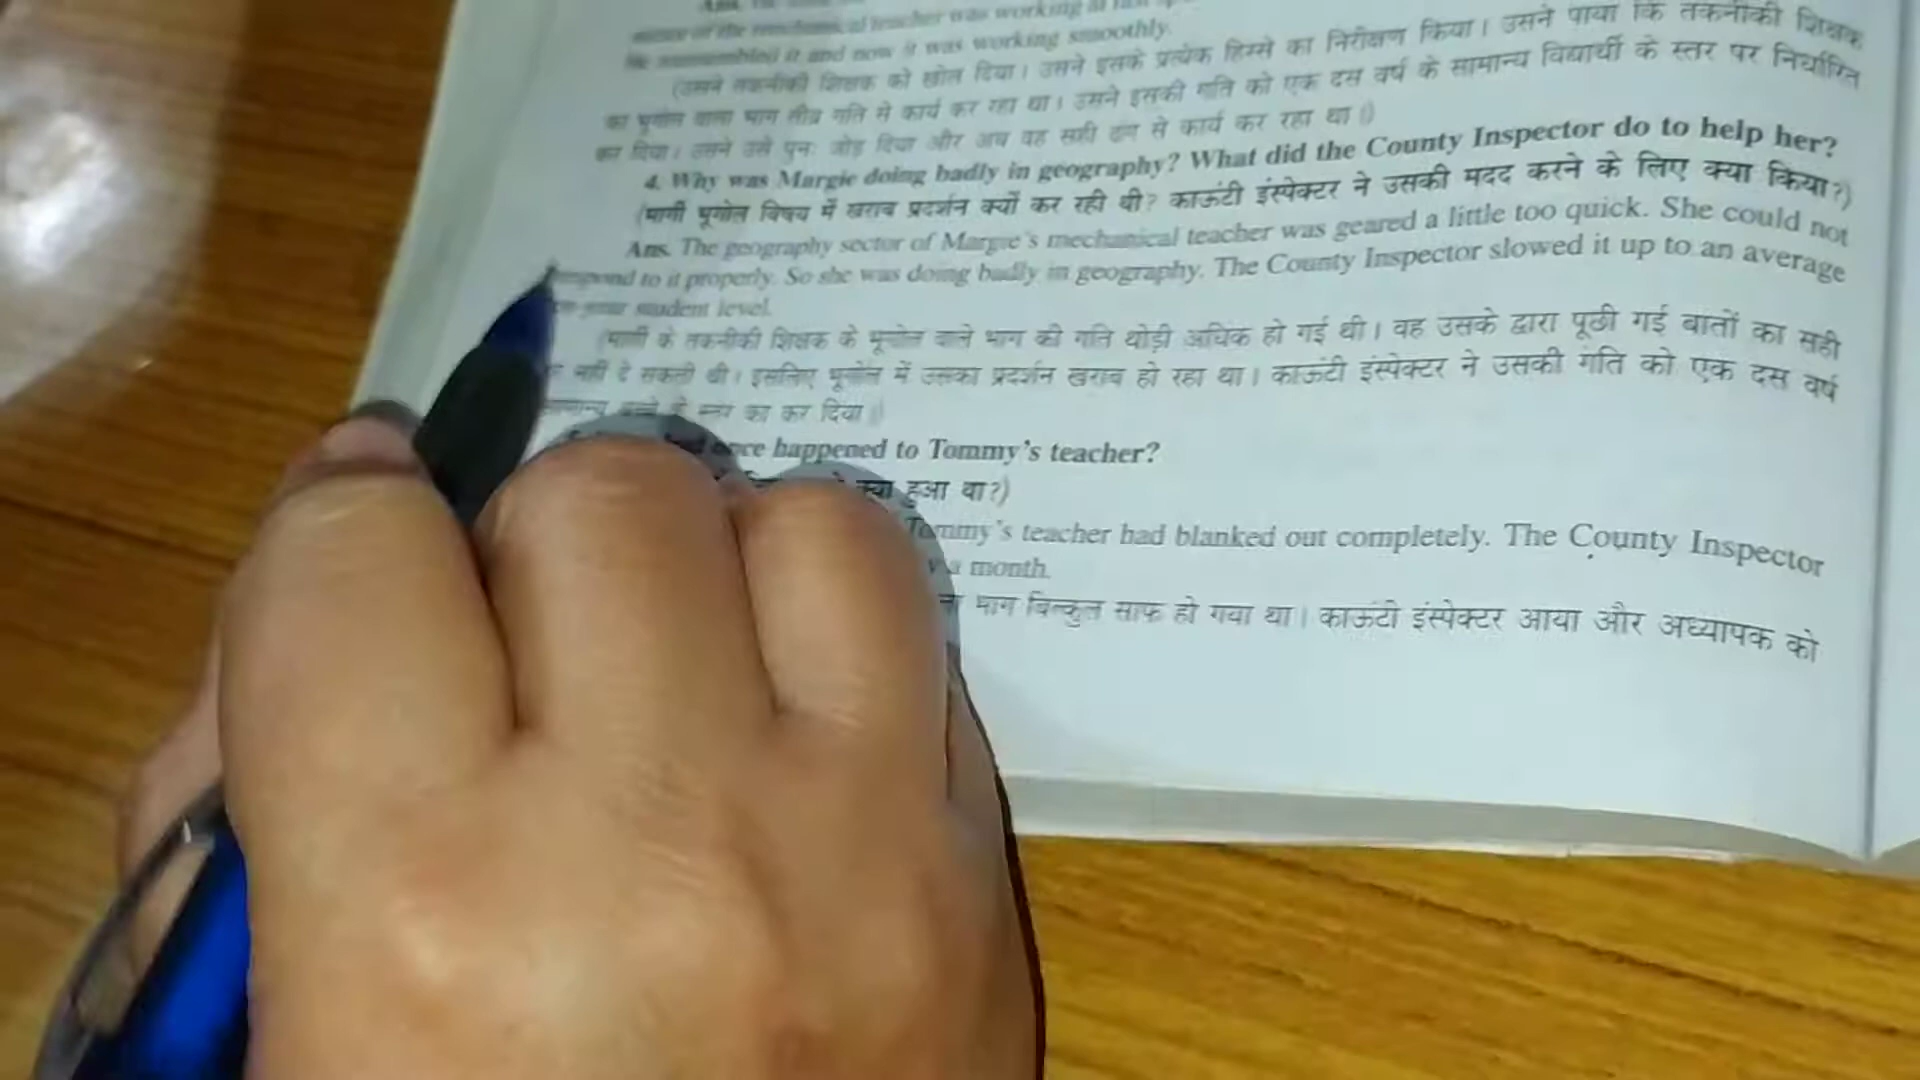 of the mechanical teacher was working at
it and now it was working smoothly.
(उसने तकनीकी शिक्षक को खोल दिया। उसने इसके प्रत्येक हिस्से का निरीक्षण किया। उसने पाया कि तकनीकी शिक्षक
का भूगोल वाला भाग तीव्र गति से कार्य कर रहा था। उसने इसकी गति को एक दस वर्ष के सामान्य विद्यार्थी के स्तर पर निर्धारित
कर दिया। उसने उसे पुनः जोड़ दिया और अब वह सही ढंग से कार्य कर रहा था।)
4. Why was Margie doing badly in geography? What did the County Inspector do to help her?
(मार्गी भूगोल विषय में खराब प्रदर्शन क्यों कर रही थी? काऊंटी इंस्पेक्टर ने उसकी मदद करने के लिए क्या किया?)
Ans. The geography sector of Margie's mechanical teacher was geared a little too quick. She could not
to it properly. So she was doing badly in geography. The County Inspector slowed it up to an average
student level.
(मार्गी के तकनीकी शिक्षक के भूगोल वाले भाग की गति थोड़ी अधिक हो गई थी। वह उसके द्वारा पूछी गई बातों का सही
नहीं दे सकती थी। इसलिए भूगोल में उसका प्रदर्शन खराब हो रहा था। काऊंटी इंस्पेक्टर ने उसकी गति को एक दस वर्ष
स्तर का कर दिया।)
happened to Tommy's teacher?
क्या हुआ था?)
Tommy's teacher had blanked out completely. The County Inspector
a month.
भाग बिल्कुल साफ हो गया था। काऊंटी इंस्पेक्टर आया और अध्यापक को